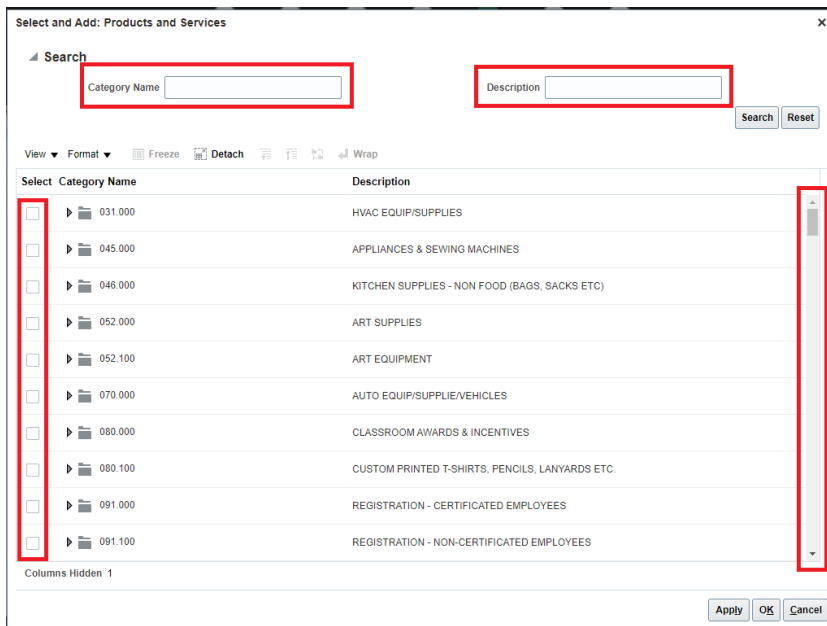 Select and Add: Products and Services
Search
Category Name Description
Search Reset
View Format Freeze Detach Wrap
Select Category Name Description
031.000 HVAC EQUIP/SUPPLIES
045.000 APPLIANCES & SEWING MACHINES
046.000 KITCHEN SUPPLIES - NON FOOD (BAGS, SACKS ETC)
052.000 ART SUPPLIES
052.100 ART EQUIPMENT
070.000 AUTO EQUIP/SUPPLIE/VEHICLES
080.000 CLASSROOM AWARDS & INCENTIVES
080.100 CUSTOM PRINTED T-SHIRTS, PENCILS, LANYARDS ETC.
091.000 REGISTRATION - CERTIFICATED EMPLOYEES
091.100 REGISTRATION - NON-CERTIFICATED EMPLOYEES
Columns Hidden 1
Apply OK Cancel